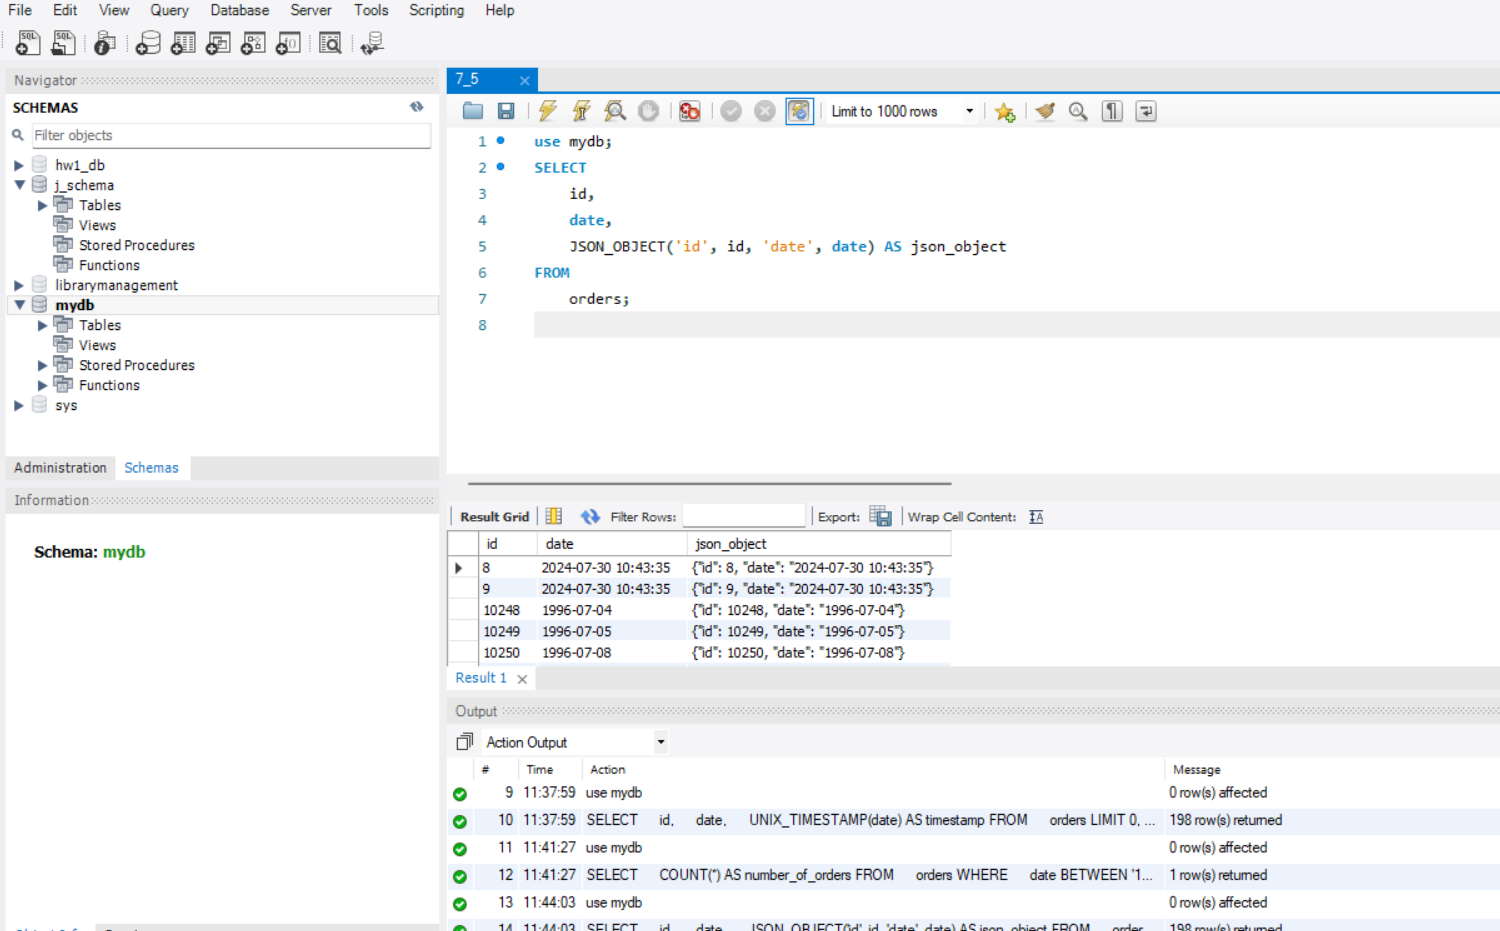 File Edit View Query Database Server Tools Scripting Help
Navigator
SCHEMAS
Filter objects
hw1_db
j_schema
Tables
Views
Stored Procedures
Functions
librarymanagement
mydb
Tables
Views
Stored Procedures
Functions
sys
Administration Schemas
Information
Schema: mydb
7_5
Limit to 1000 rows
1 use mydb;
2 SELECT
3 id,
4 date,
5 JSON_OBJECT('id', id, 'date', date) AS json_object
6 FROM
7 orders;
8
Result Grid Filter Rows: Export: Wrap Cell Content:
id date json_object
8 2024-07-30 10:43:35 {"id": 8, "date": "2024-07-30 10:43:35"}
9 2024-07-30 10:43:35 {"id": 9, "date": "2024-07-30 10:43:35"}
10248 1996-07-04 {"id": 10248, "date": "1996-07-04"}
10249 1996-07-05 {"id": 10249, "date": "1996-07-05"}
10250 1996-07-08 {"id": 10250, "date": "1996-07-08"}
Result 1
Output
Action Output
# Time Action Message
9 11:37:59 use mydb 0 row(s) affected
10 11:37:59 SELECT id, date, UNIX_TIMESTAMP(date) AS timestamp FROM orders LIMIT 0, ... 198 row(s) returned
11 11:41:27 use mydb 0 row(s) affected
12 11:41:27 SELECT COUNT(*) AS number_of_orders FROM orders WHERE date BETWEEN '1... 1 row(s) returned
13 11:44:03 use mydb 0 row(s) affected
14 11:44:03 SELECT id, date, JSON_OBJECT('id', id, 'date', date) AS json_object FROM order 198 row(s) returned